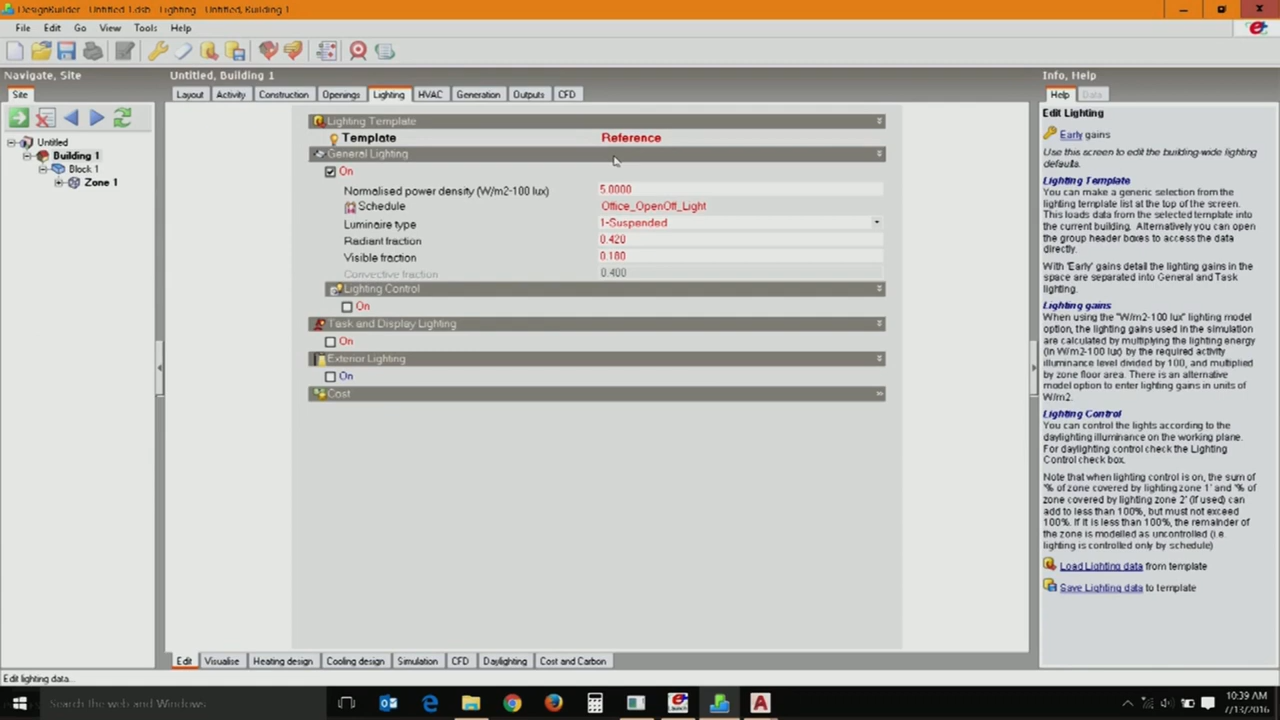 DesignBuilder - Untitled 1.dsb - Lighting - Untitled, Building 1
File Edit Go View Tools Help
Navigate, Site
Site
Untitled
Building 1
Block 1
Zone 1
Untitled, Building 1
Layout Activity Construction Openings Lighting HVAC Generation Outputs CFD
Lighting Template
Template Reference
General Lighting
On
Normalised power density (W/m2-100 lux) 5.0000
Schedule Office_OpenOff_Light
Luminaire type 1-Suspended
Radiant fraction 0.420
Visible fraction 0.180
Convective fraction 0.400
Lighting Control
On
Task and Display Lighting
On
Exterior Lighting
On
Cost
Edit Visualise Heating design Cooling design Simulation CFD Daylighting Cost and Carbon
Info, Help
Help Data
Edit Lighting
Early gains
Use this screen to edit the building-wide lighting
defaults.
Lighting Template
You can make a generic selection from the
lighting template list at the top of the screen.
This loads data from the selected template into
the current building. Alternatively you can open
the group header boxes to access the data
directly.
With 'Early' gains detail the lighting gains in the
space are separated into General and Task
lighting.
Lighting gains
When using the "W/m2-100 lux" lighting model
option, the lighting gains used in the simulation
are calculated by multiplying the lighting energy
(in W/m2-100 lux) by the required activity
illuminance level divided by 100, and multiplied
by zone floor area. There is an alternative
model option to enter lighting gains in units of
W/m2.
Lighting Control
You can control the lights according to the
daylighting illuminance on the working plane.
For daylighting control check the Lighting
Control check box.
Note that when lighting control is on, the sum of
'% of zone covered by lighting zone 1' and '% of
zone covered by lighting zone 2' (if used) can
add to less than 100%, but must not exceed
100%. If it is less than 100%, the remainder of
the zone is modelled as uncontrolled (i.e.
lighting is controlled only by schedule)
Load Lighting data from template
Save Lighting data to template
Edit lighting data...
Search the web and Windows
10:39 AM
7/13/2016